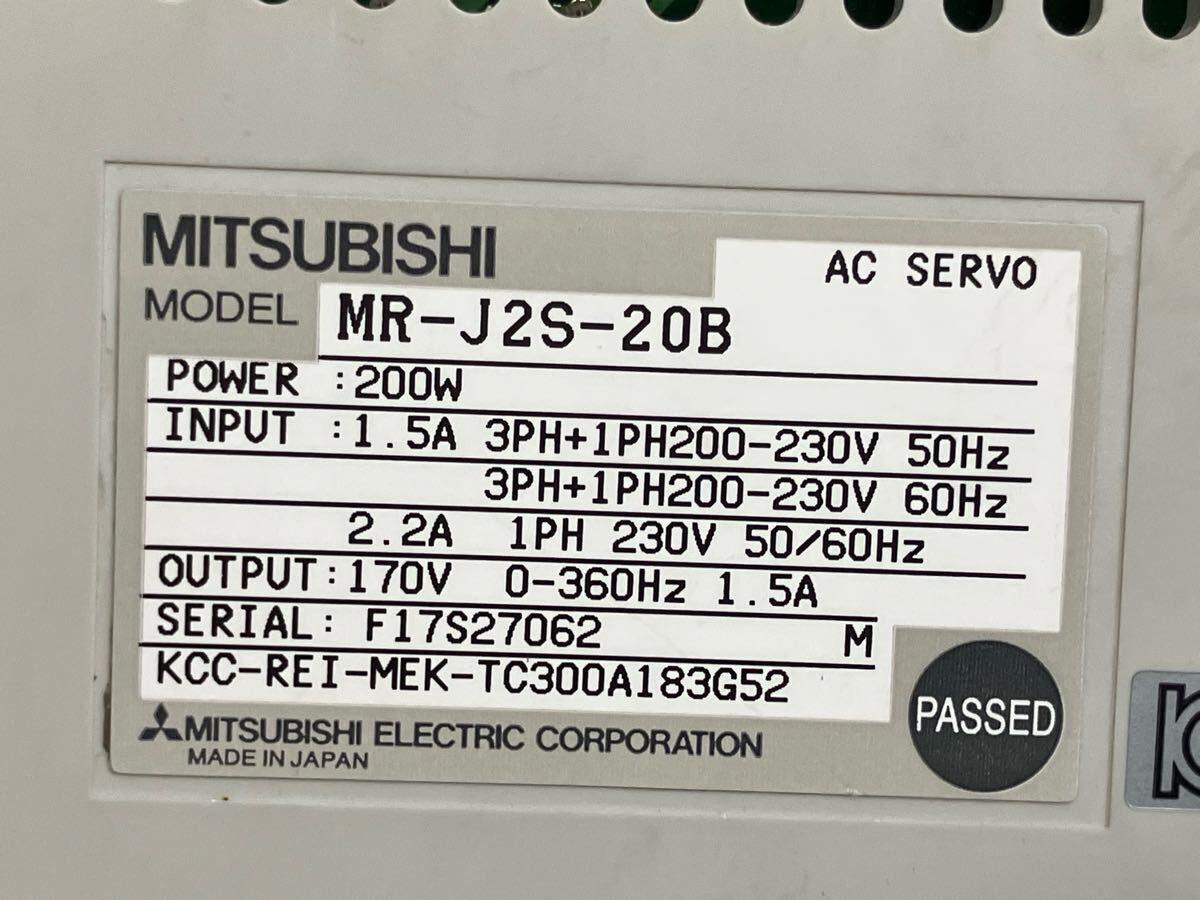 MITSUBISHI
AC SERVO
MODEL MR-J2S-20B
POWER :200W
INPUT :1.5A 3PH+1PH200-230V 50Hz
3PH+1PH200-230V 60Hz
2.2A 1PH 230V 50/60Hz
OUTPUT:170V 0-360Hz 1.5A
SERIAL: F17S27062 M
KCC-REI-MEK-TC300A183G52
PASSED
MITSUBISHI ELECTRIC CORPORATION
MADE IN JAPAN